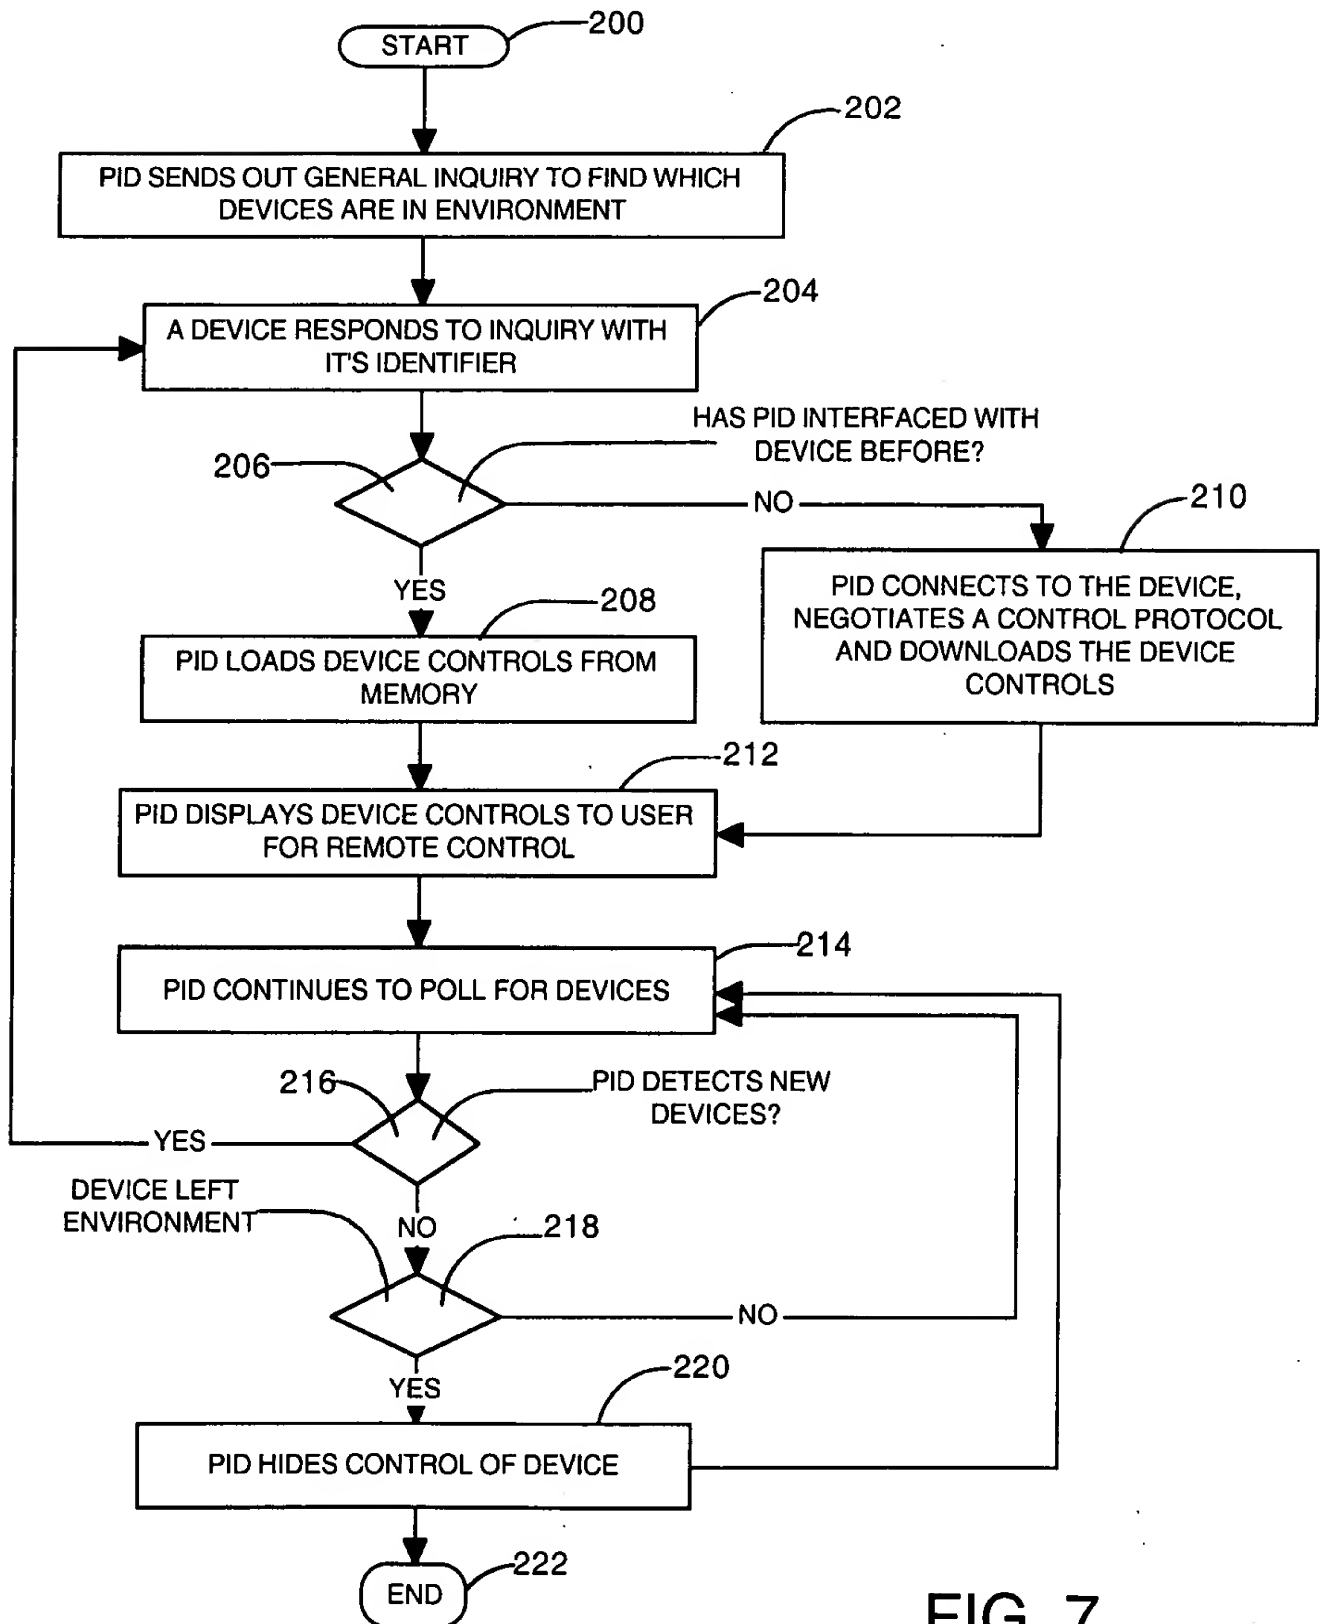 START
200
202
PID SENDS OUT GENERAL INQUIRY TO FIND WHICH
DEVICES ARE IN ENVIRONMENT
204
A DEVICE RESPONDS TO INQUIRY WITH
IT'S IDENTIFIER
HAS PID INTERFACED WITH
DEVICE BEFORE?
206
NO
210
YES
208
PID CONNECTS TO THE DEVICE,
NEGOTIATES A CONTROL PROTOCOL
AND DOWNLOADS THE DEVICE
CONTROLS
PID LOADS DEVICE CONTROLS FROM
MEMORY
212
PID DISPLAYS DEVICE CONTROLS TO USER
FOR REMOTE CONTROL
214
PID CONTINUES TO POLL FOR DEVICES
216
PID DETECTS NEW
DEVICES?
YES
DEVICE LEFT
ENVIRONMENT
NO
218
NO
YES
220
PID HIDES CONTROL OF DEVICE
222
END
FIG. 7